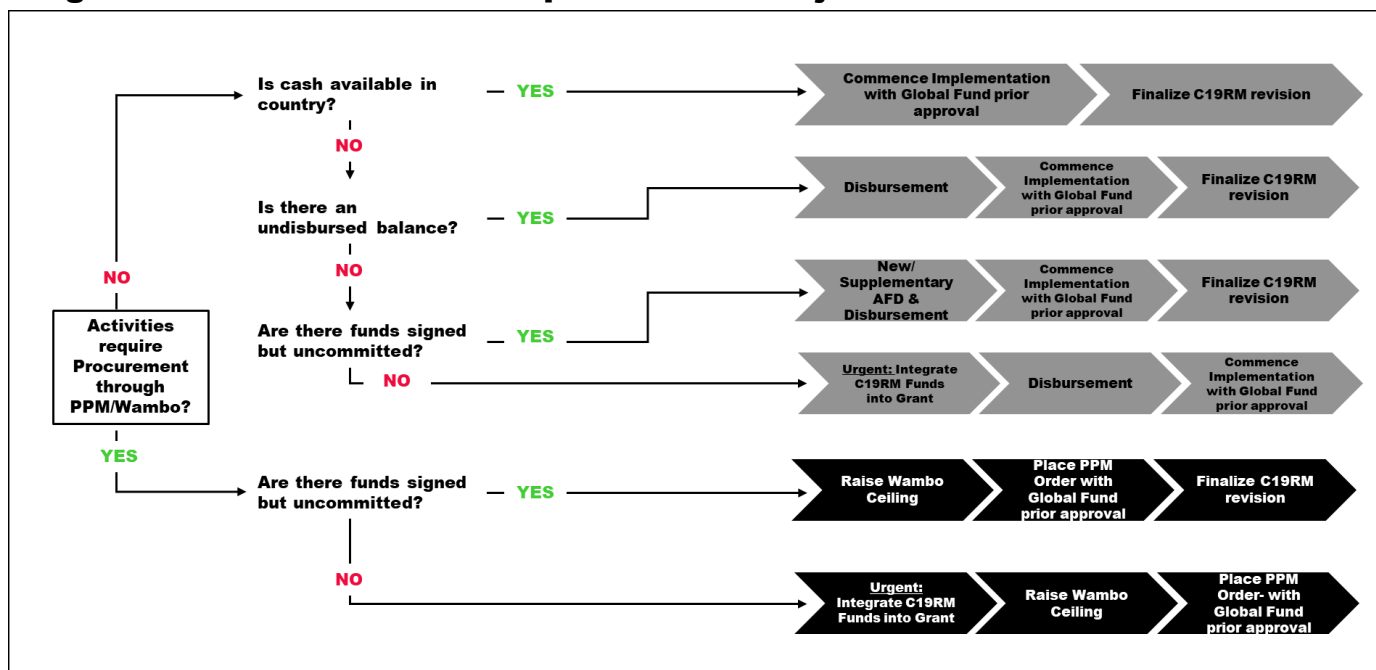 Is cash available in
country?
YES
Commence Implementation
with Global Fund prior
approval
Finalize C19RM revision
NO
Is there an
undisbursed balance?
YES
Disbursement
Commence
Implementation
with Global Fund
prior approval
Finalize C19RM
revision
NO
NO
Are there funds signed
but uncommitted?
YES
New/
Supplementary
AFD &
Disbursement
Commence
Implementation
with Global Fund
prior approval
Finalize C19RM
revision
Activities
require
Procurement
through
PPM/Wambo?
NO
Urgent: Integrate
C19RM Funds
into Grant
Disbursement
Commence
Implementation
with Global Fund
prior approval
YES
Are there funds signed
but uncommitted?
YES
Raise Wambo
Ceiling
Place PPM
Order with
Global Fund
prior approval
Finalize C19RM
revision
NO
Urgent:
Integrate C19RM
Funds into Grant
Raise Wambo
Ceiling
Place PPM
Order- with
Global Fund
prior approval